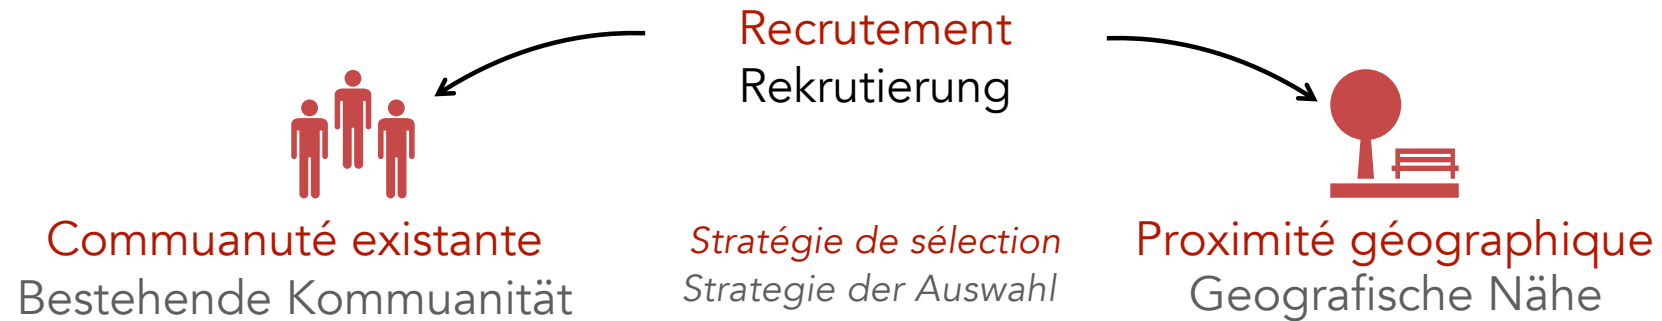 Recrutement
Rekrutierung
Commuanuté existante
Bestehende Kommuanität
Stratégie de sélection
Strategie der Auswahl
Proximité géographique
Geografische Nähe